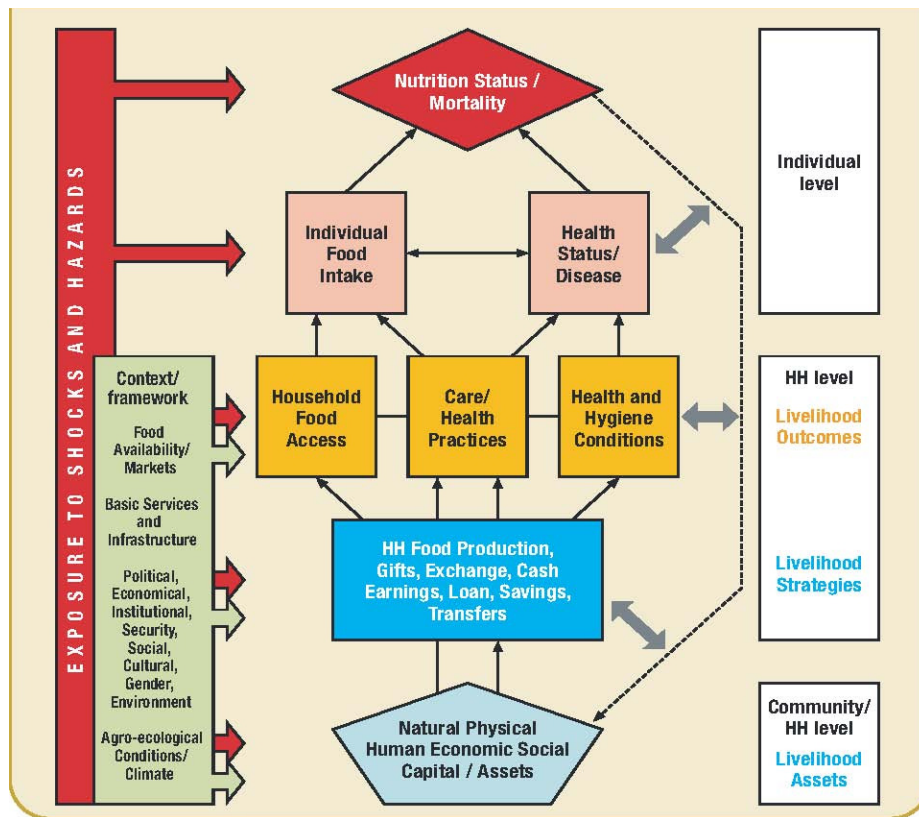 EXPOSURE TO SHOCKS AND HAZARDS
Nutrition Status /
Mortality
Individual
level
Individual
Food
Intake
Health
Status/
Disease
Context/
framework
Food
Availability/
Markets
Basic Services
and
Infrastructure
Political,
Economical,
Institutional,
Security,
Social,
Cultural,
Gender,
Environment
Agro-ecological
Conditions/
Climate
Household
Food
Access
Care/
Health
Practices
Health and
Hygiene
Conditions
HH level
Livelihood
Outcomes
Livelihood
Strategies
HH Food Production,
Gifts, Exchange, Cash
Earnings, Loan, Savings,
Transfers
Natural Physical
Human Economic Social
Capital / Assets
Community/
HH level
Livelihood
Assets